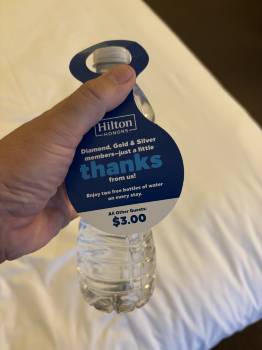 Hilton
HONORS
Diamond, Gold & Silver
members—just a little
thanks
from us!
Enjoy two free bottles of water
on every stay.
All Other Guests:
$3.00